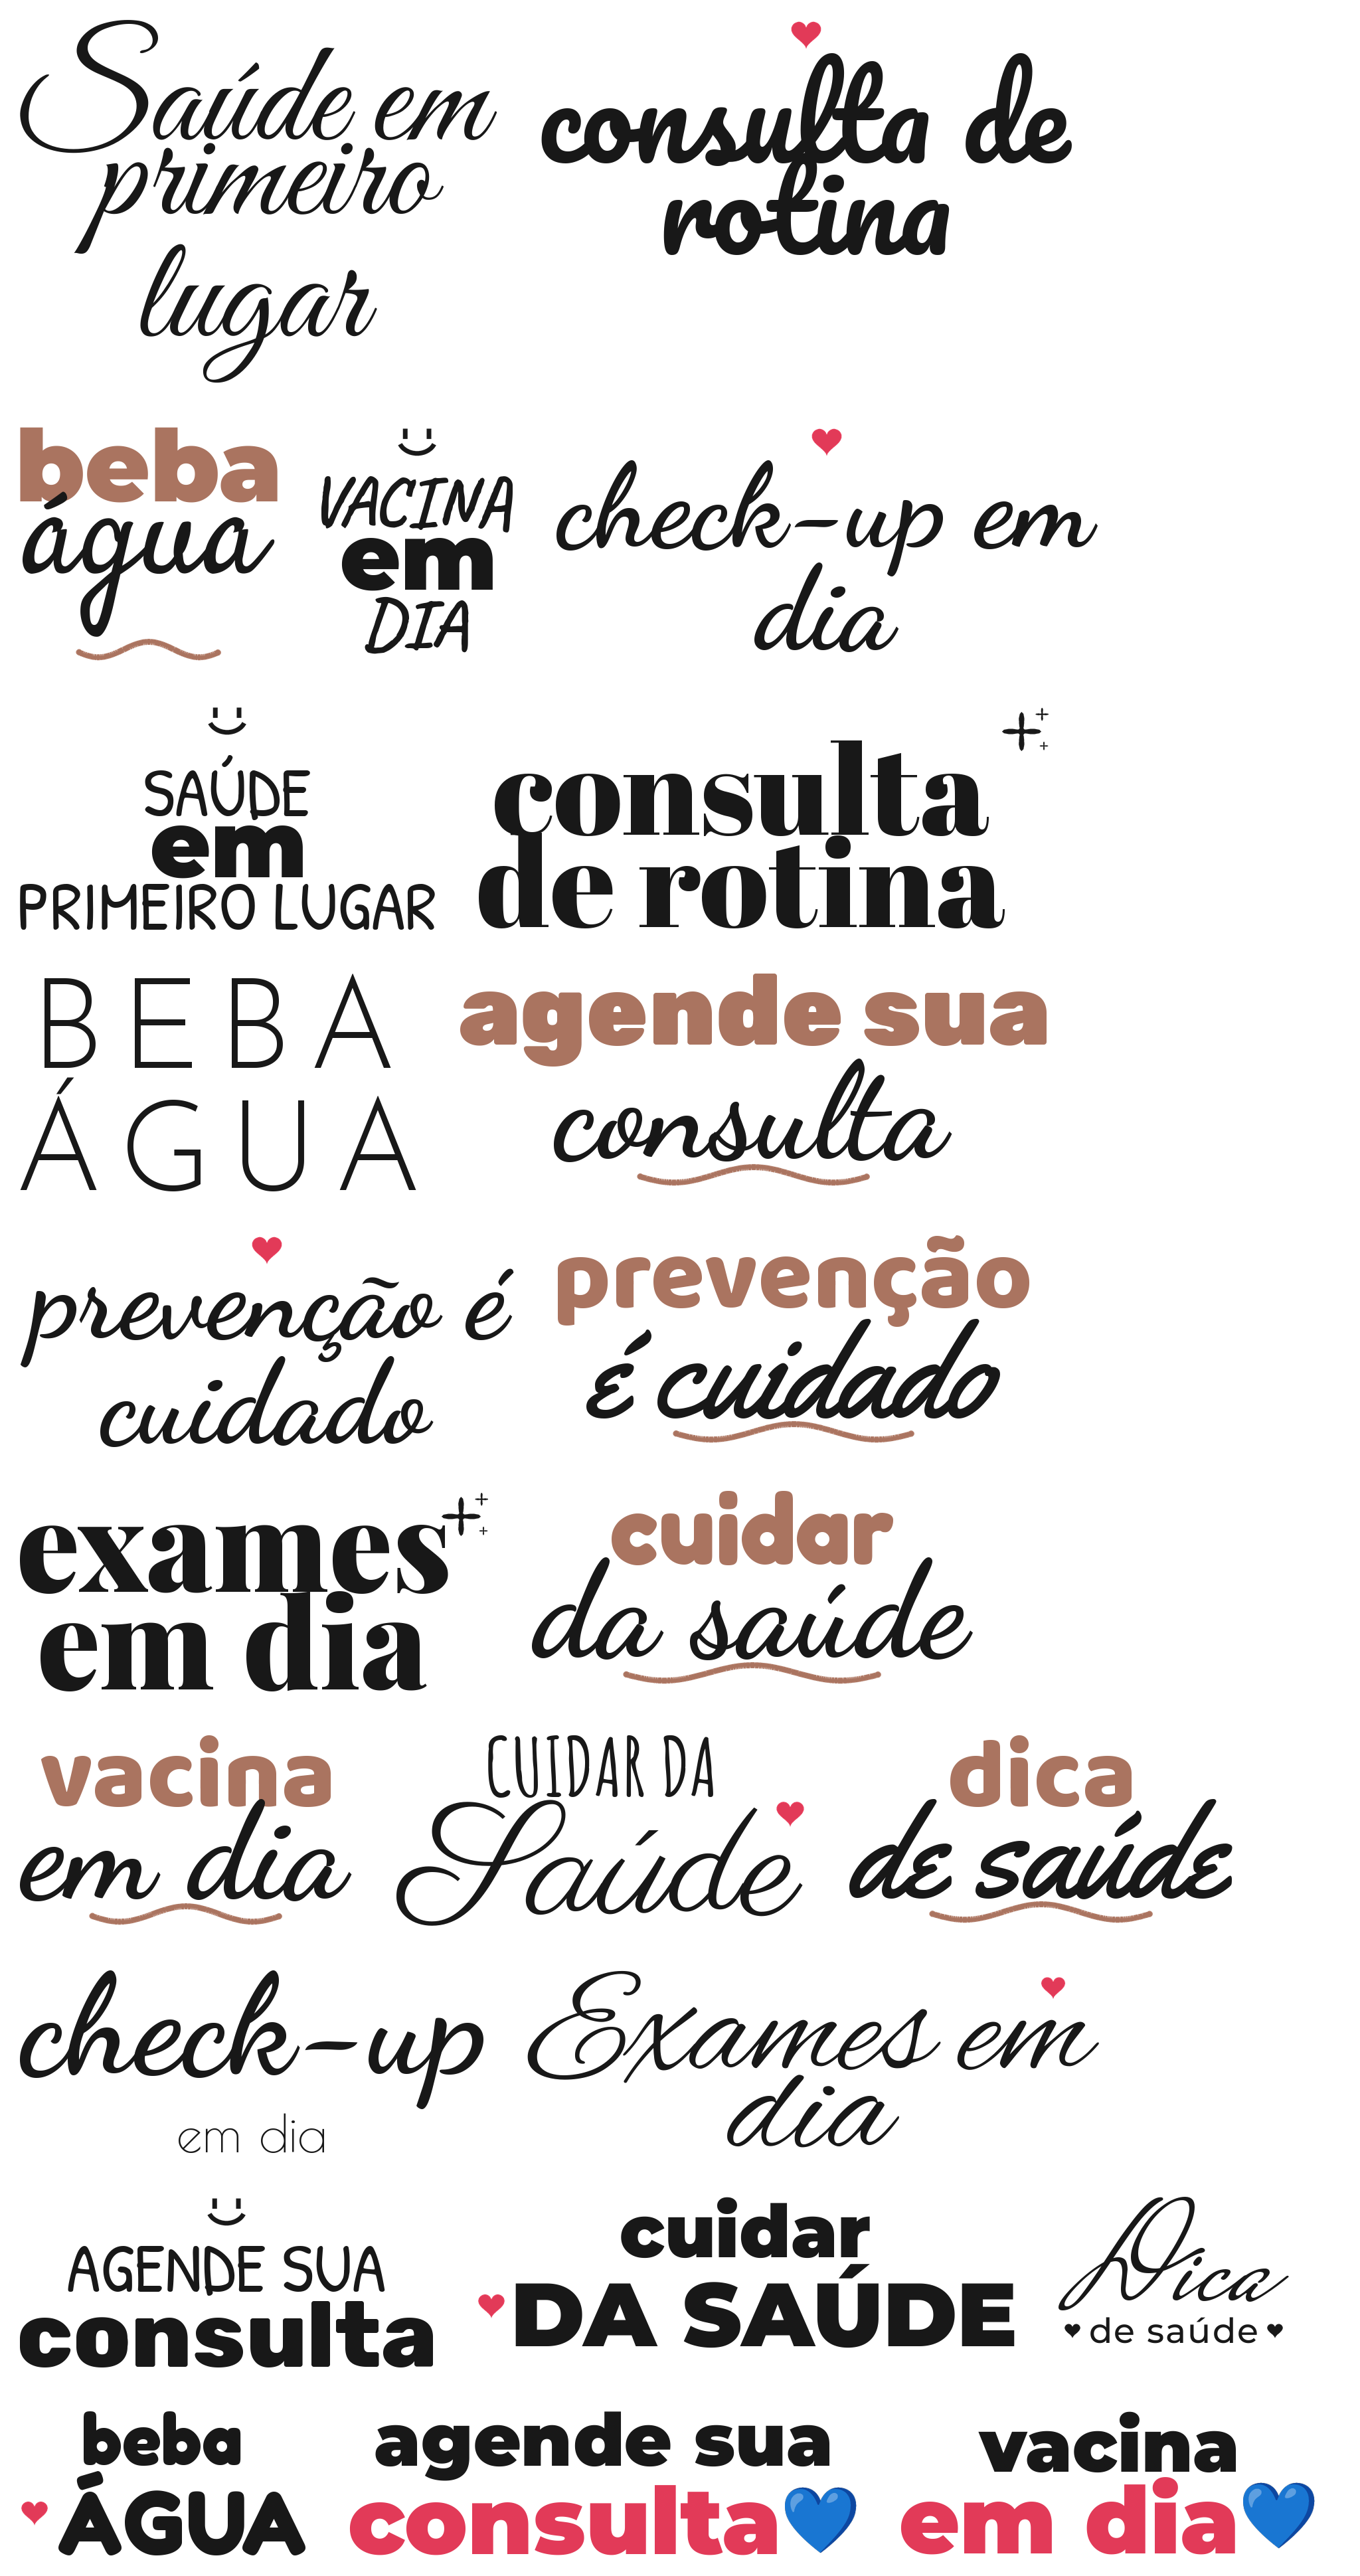 Saúde em
primeiro
lugar
consulta de
rotina
beba
água
VACINA
em
DIA
check-up em
dia
SAÚDE
em
PRIMEIRO LUGAR
consulta
de rotina
BEBA
ÁGUA
agende sua
consulta
prevenção é
cuidado
prevenção
é cuidado
exames
em dia
cuidar
da saúde
vacina
em dia
CUIDAR DA
Saúde
dica
de saúde
check-up
em dia
Exames em
dia
AGENDE SUA
consulta
cuidar
DA SAÚDE
Dica
de saúde
beba
ÁGUA
agende sua
consulta💙
vacina
em dia💙